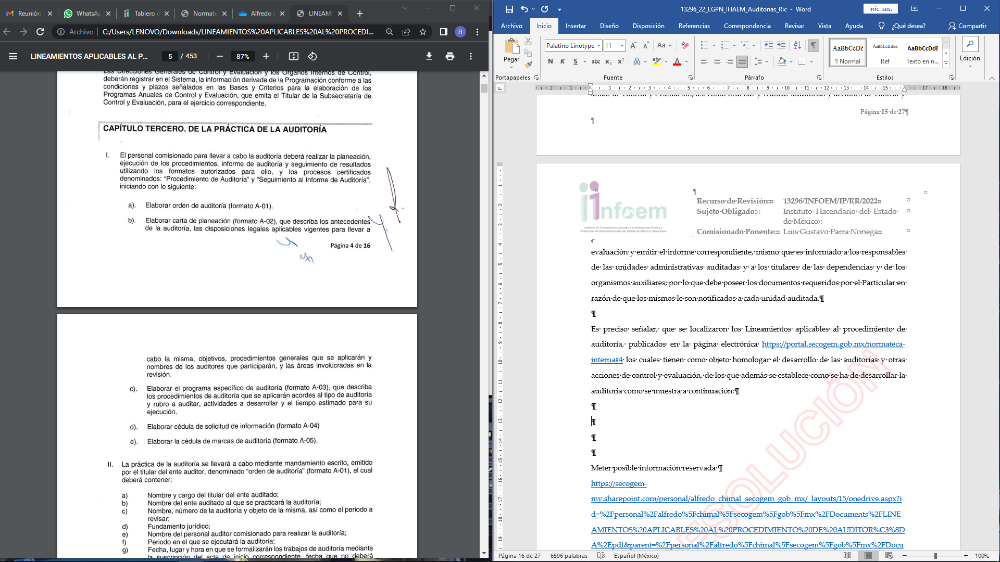 Reunión
WhatsAp
Tablero d
Normate
Alfredo J
LINEAMI
Archivo
C:/Users/LENOVO/Downloads/LINEAMIENTOS%20APLICABLES%20AL%20PROCEDI...
R
LINEAMIENTOS APLICABLES AL P...
5 / 453
87%
Las Direcciones Generales de Control y Evaluación y los Órganos Internos de Control,
deberán registrar en el Sistema, la información derivada de la Programación conforme a las
condiciones y plazos señalados en las Bases y Criterios para la elaboración de los
Programas Anuales de Control y Evaluación, que emita el Titular de la Subsecretaría de
Control y Evaluación, para el ejercicio correspondiente.
CAPÍTULO TERCERO. DE LA PRÁCTICA DE LA AUDITORÍA
I. El personal comisionado para llevar a cabo la auditoría deberá realizar la planeación,
ejecución de los procedimientos, informe de auditoría y seguimiento de resultados
utilizando los formatos autorizados para ello, y los procesos certificados
denominados: “Procedimiento de Auditoría” y “Seguimiento al Informe de Auditoría”,
iniciando con lo siguiente:
a). Elaborar orden de auditoría (formato A-01).
b). Elaborar carta de planeación (formato A-02), que describa los antecedentes
de la auditoría, las disposiciones legales aplicables vigentes para llevar a
Página 4 de 16
cabo la misma, objetivos, procedimientos generales que se aplicarán y
nombres de los auditores que participarán, y las áreas involucradas en la
revisión.
c). Elaborar el programa específico de auditoría (formato A-03), que describa
los procedimientos de auditoría que se aplicarán acordes al tipo de auditoría
y rubro a auditar, actividades a desarrollar y el tiempo estimado para su
ejecución.
d). Elaborar cédula de solicitud de información (formato A-04)
e). Elaborar la cédula de marcas de auditoría (formato A-05).
II. La práctica de la auditoría se llevará a cabo mediante mandamiento escrito, emitido
por el titular del ente auditor, denominado “orden de auditoría” (formato A-01), el cual
deberá contener:
a) Nombre y cargo del titular del ente auditado;
b) Nombre del ente auditado al que se practicará la auditoría;
c) Nombre, número de la auditoría y objeto de la misma, así como el periodo a
revisar;
d) Fundamento jurídico;
e) Nombre del personal auditor comisionado para realizar la auditoría;
f) Periodo en el que se ejecutará la auditoría;
g) Fecha, lugar y hora en que se formalizarán los trabajos de auditoría mediante
la suscripción del acta de inicio correspondiente, fecha que no deberá
13296_22_LGPN_IHAEM_Auditorias_Ric - Word
Inic. ses.
Archivo Inicio Insertar Diseño Disposición Referencias Correspondencia Revisar Vista Ayuda ¿Qué desea? Compartir
Pegar
Palatino Linotype 11
N K S abc x₂ x²
AaBbCcDd AaBbCcDdEe AaBbCcDdE
¶ Normal Ref Texto en n...
Edición
Portapapeles Fuente Párrafo Estilos
anual de control y evaluación, así como ordenar y realizar auditorías y acciones de control y
Página 15 de 27¶
¶
infoem
Instituto de Transparencia, Acceso a la Información Pública y
Protección de Datos Personales del Estado de México y Municipios
Recurso de Revisión: 13296/INFOEM/IP/RR/2022
Sujeto Obligado: Instituto Hacendario del Estado
de México
Comisionado Ponente: Luis Gustavo Parra Noriega
¶
evaluación y emitir el informe correspondiente, mismo que es informado a los responsables
de las unidades administrativas auditadas y a los titulares de las dependencias y de los
organismos auxiliares; por lo que debe poseer los documentos requeridos por el Particular en
razón de que los mismos le son notificados a cada unidad auditada.¶
¶
Es preciso señalar, que se localizaron los Lineamientos aplicables al procedimiento de
auditoría, publicados en la página electrónica https://portal.secogem.gob.mx/normateca-
interna#4 los cuales tienen como objeto homologar el desarrollo de las auditorías y otras
acciones de control y evaluación, de los que además se establece como se ha de desarrollar la
auditoria como se muestra a continuación:¶
¶
¶
¶
¶
Meter posible información reservada ¶
https://secogem-
my.sharepoint.com/personal/alfredo_chimal_secogem_gob_mx/_layouts/15/onedrive.aspx?i
d=%2Fpersonal%2Falfredo%5Fchimal%5Fsecogem%5Fgob%5Fmx%2FDocuments%2FLINE
AMIENTOS%20APLICABLES%20AL%20PROCEDIMIENTO%20DE%20AUDITOR%C3%8D
A%2Epdf&parent=%2Fpersonal%2Falfredo%5Fchimal%5Fsecogem%5Fgob%5Fmx%2FDocu
ESOLUCIÓN
Página 16 de 27 6596 palabras Español (México) 100%